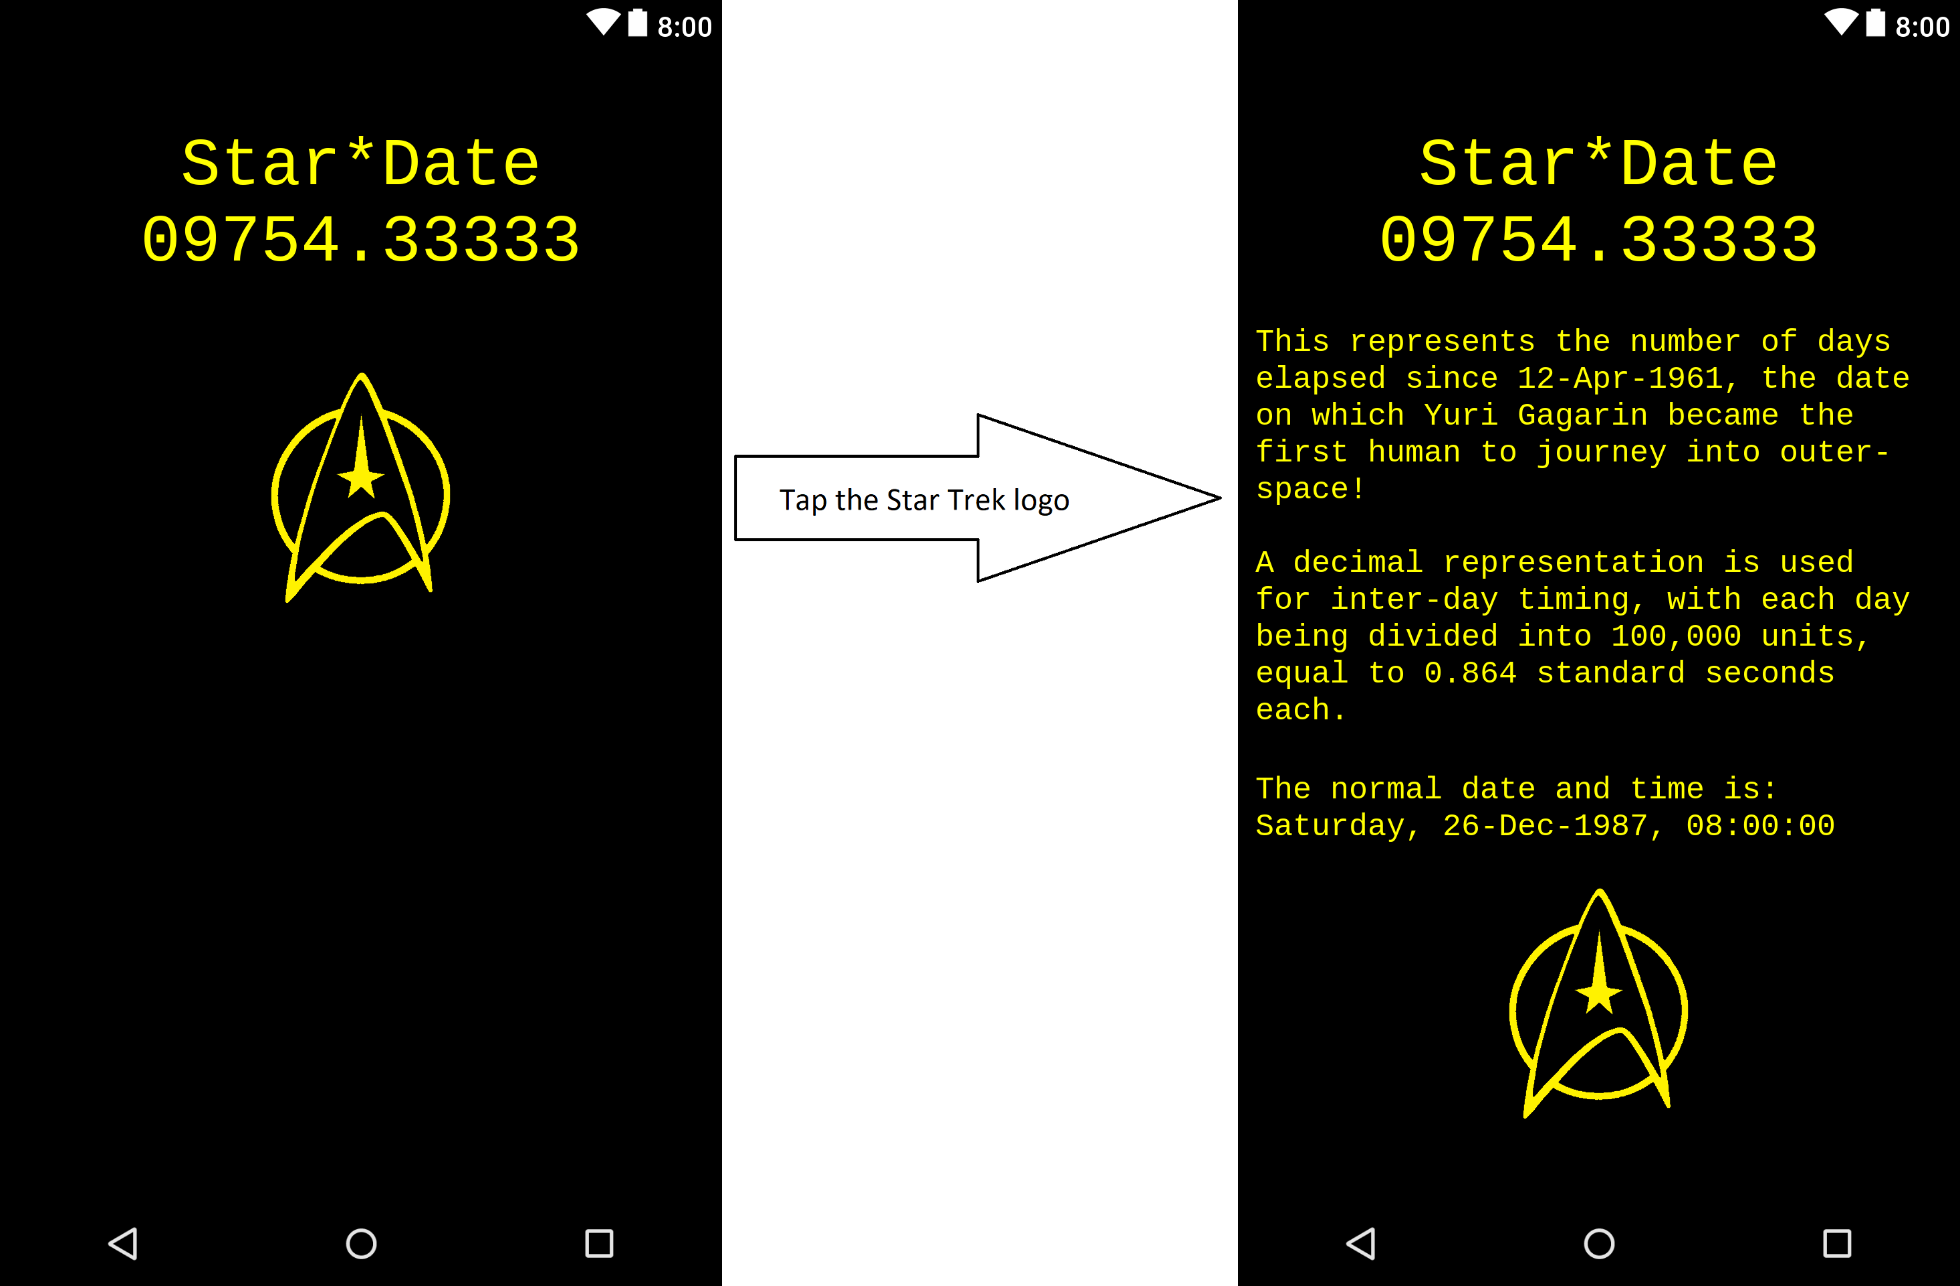 8:00
Star*Date
09754.33333
Tap the Star Trek logo
8:00
Star*Date
09754.33333
This represents the number of days
elapsed since 12-Apr-1961, the date
on which Yuri Gagarin became the
first human to journey into outer-
space!
A decimal representation is used
for inter-day timing, with each day
being divided into 100,000 units,
equal to 0.864 standard seconds
each.
The normal date and time is:
Saturday, 26-Dec-1987, 08:00:00